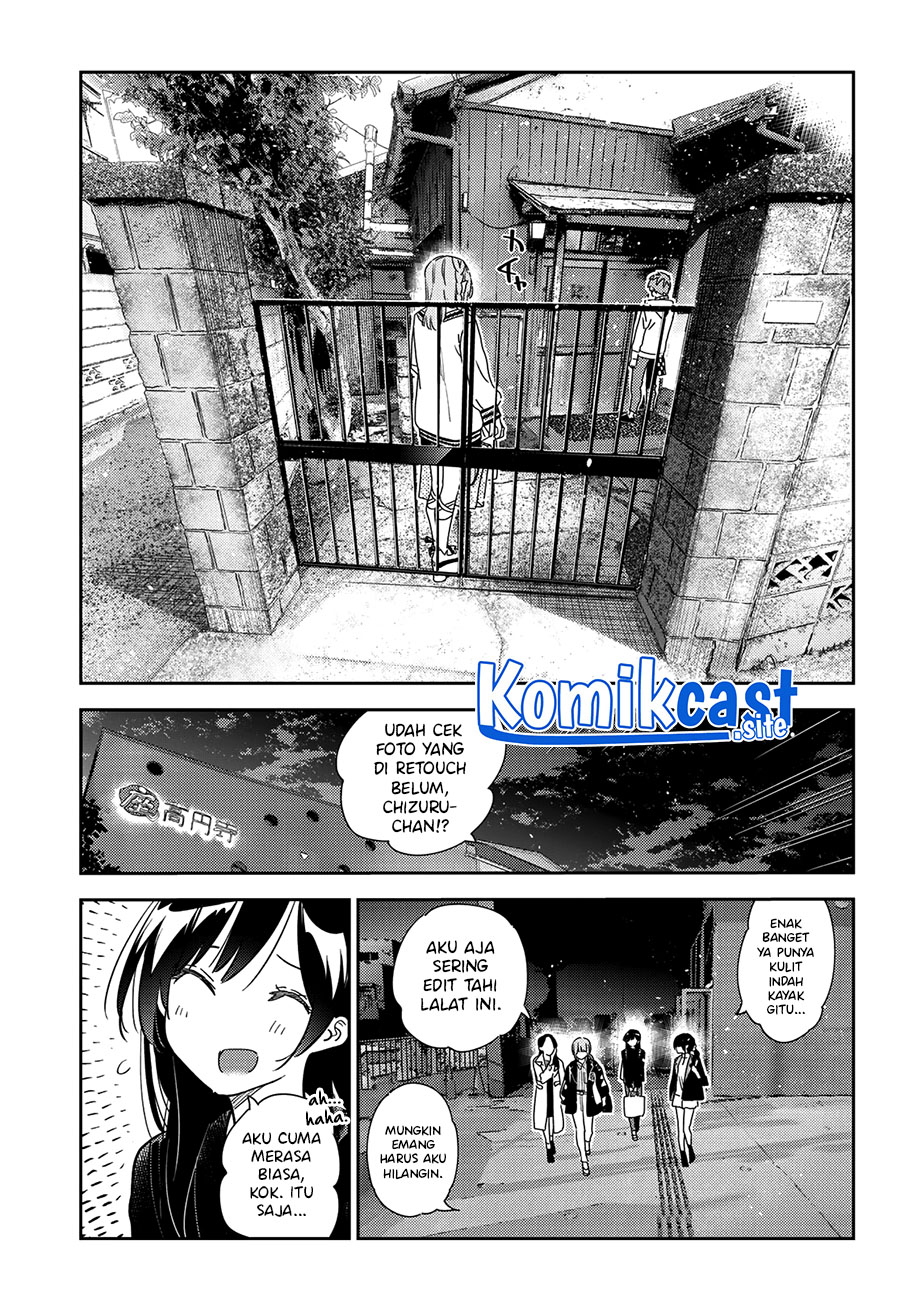 カチャ
Komikcast
.site
UDAH CEK
FOTO YANG
DI RETOUCH
BELUM,
CHIZURU-
CHAN!?
座・高円寺
ENAK
BANGET
YA PUNYA
KULIT
INDAH
KAYAK
GITU...
AKU AJA
SERING
EDIT TAHI
LALAT INI.
MUNGKIN
EMANG
HARUS AKU
HILANGIN.
ah...
haha.
AKU CUMA
MERASA
BIASA,
KOK. ITU
SAJA...